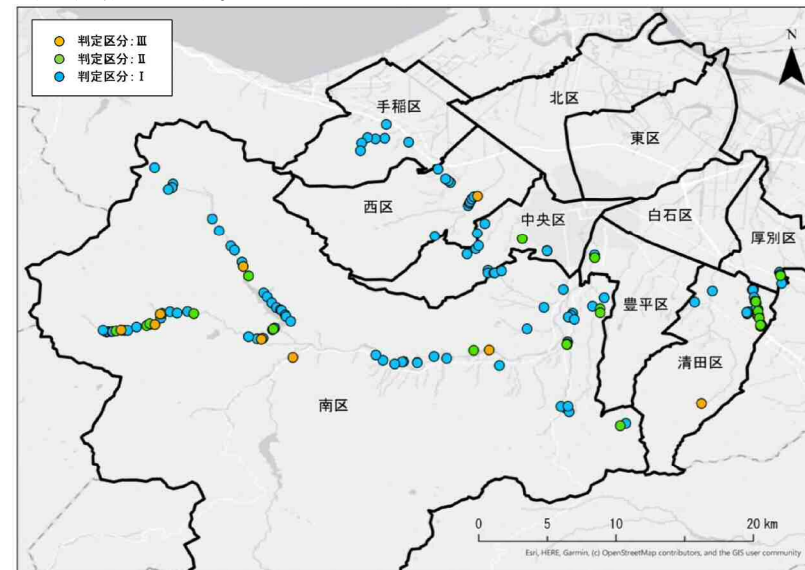 判定区分：Ⅲ
判定区分：Ⅱ
判定区分：Ⅰ
N
手稲区
北区
東区
西区
中央区
白石区
厚別区
豊平区
清田区
南区
0 5 10 20 km
Esri, HERE, Garmin, (c) OpenStreetMap contributors, and the GIS user community